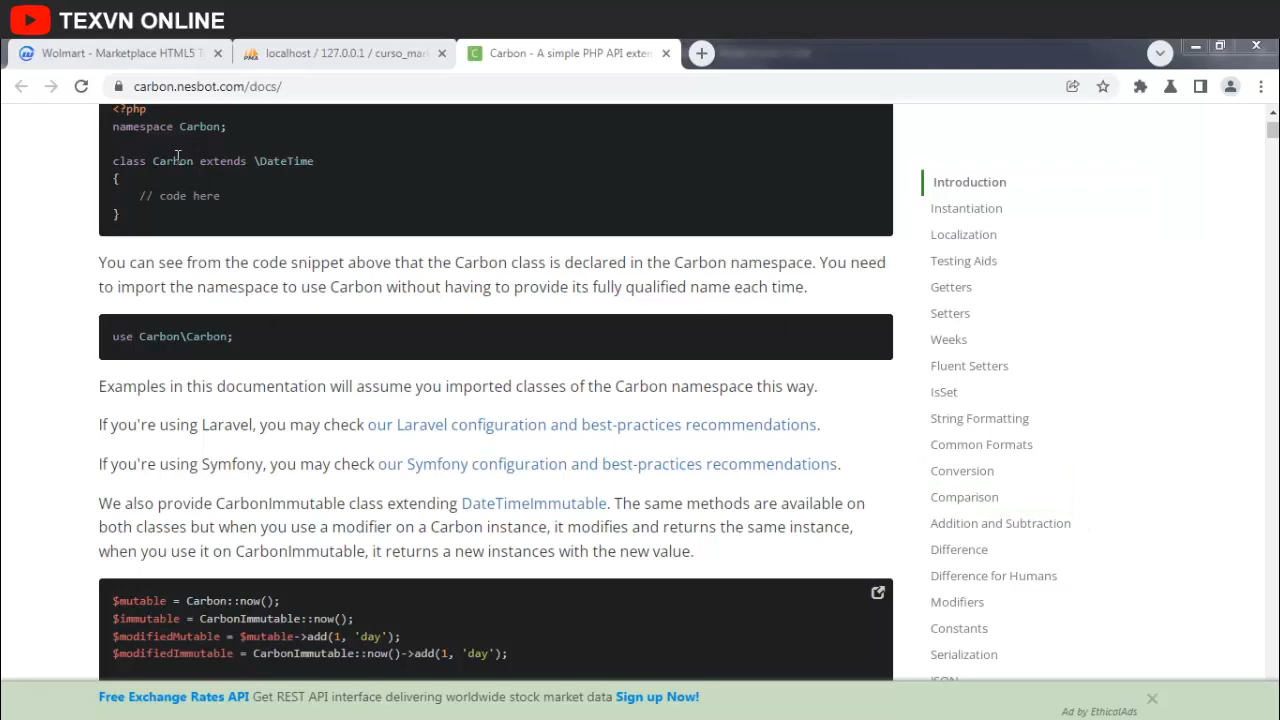 TEXVN ONLINE
Wolmart - Marketplace HTML5 T
localhost / 127.0.0.1 / curso_mar
Carbon - A simple PHP API exten
carbon.nesbot.com/docs/
<?php
namespace Carbon;
class Carbon extends \DateTime
{
// code here
}
You can see from the code snippet above that the Carbon class is declared in the Carbon namespace. You need
to import the namespace to use Carbon without having to provide its fully qualified name each time.
use Carbon\Carbon;
Examples in this documentation will assume you imported classes of the Carbon namespace this way.
If you're using Laravel, you may check our Laravel configuration and best-practices recommendations.
If you're using Symfony, you may check our Symfony configuration and best-practices recommendations.
We also provide CarbonImmutable class extending DateTimeImmutable. The same methods are available on
both classes but when you use a modifier on a Carbon instance, it modifies and returns the same instance,
when you use it on CarbonImmutable, it returns a new instances with the new value.
$mutable = Carbon::now();
$immutable = CarbonImmutable::now();
$modifiedMutable = $mutable->add(1, 'day');
$modifiedImmutable = CarbonImmutable::now()->add(1, 'day');
Introduction
Instantiation
Localization
Testing Aids
Getters
Setters
Weeks
Fluent Setters
IsSet
String Formatting
Common Formats
Conversion
Comparison
Addition and Subtraction
Difference
Difference for Humans
Modifiers
Constants
Serialization
Free Exchange Rates API Get REST API interface delivering worldwide stock market data Sign up Now!
Ad by EthicalAds